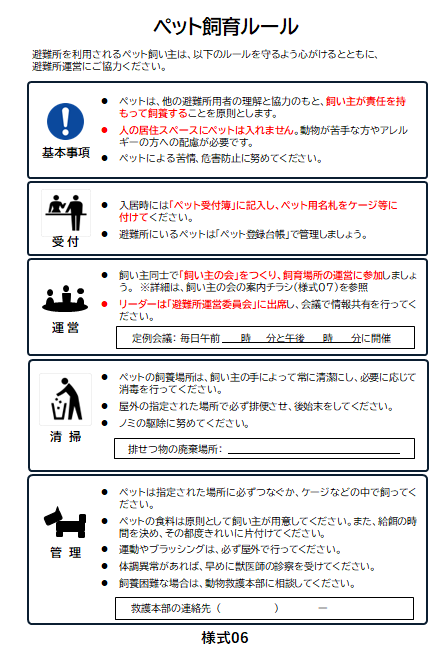 ペット飼育ルール
避難所を利用されるペット飼い主は、以下のルールを守るよう心がけるとともに、
避難所運営にご協力ください。
基本事項
● ペットは、他の避難所用者の理解と協力のもと、飼い主が責任を持
もって飼養することを原則とします。
● 人の居住スペースにペットは入れません。動物が苦手な方やアレル
ギーの方への配慮が必要です。
● ペットによる苦情、危害防止に努めてください。
受付
● 入居時には「ペット受付簿」に記入し、ペット用名札をケージ等に
付けてください。
● 避難所にいるペットは「ペット登録台帳」で管理しましょう。
運営
● 飼い主同士で「飼い主の会」をつくり、飼育場所の運営に参加しましょ
う。 ※詳細は、飼い主の会の案内チラシ(様式07)を参照
● リーダーは「避難所運営委員会」に出席し、会議で情報共有を行ってく
ださい。
定例会議：毎日午前＿＿時＿＿分と午後＿＿時＿＿分に開催
清掃
● ペットの飼養場所は、飼い主の手によって常に清潔にし、必要に応じて
消毒を行ってください。
● 屋外の指定された場所で必ず排便させ、後始末をしてください。
● ノミの駆除に努めてください。
排せつ物の廃棄場所：＿＿＿＿＿＿＿＿＿＿＿＿
管理
● ペットは指定された場所に必ずつなぐか、ケージなどの中で飼ってく
ださい。
● ペットの食料は原則として飼い主が用意してください。また、給餌の時
間を決め、その都度きれいに片付けてください。
● 運動やブラッシングは、必ず屋外で行ってください。
● 体調異常があれば、早めに獣医師の診察を受けてください。
● 飼養困難な場合は、動物救護本部に相談してください。
救護本部の連絡先（　　　　　）　　　　―
様式06